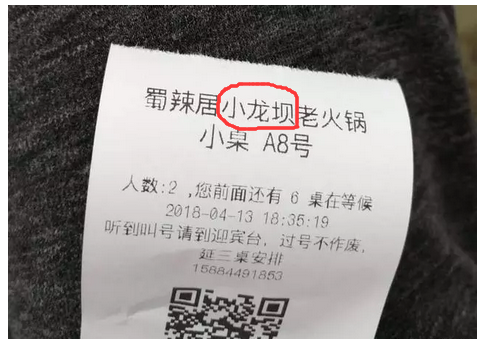 蜀辣居小龙坝老火锅
小桌 A8号
人数:2 ,您前面还有 6 桌在等候
2018-04-13 18:35:19
听到叫号请到迎宾台，过号不作废，
延三桌安排
15884491853